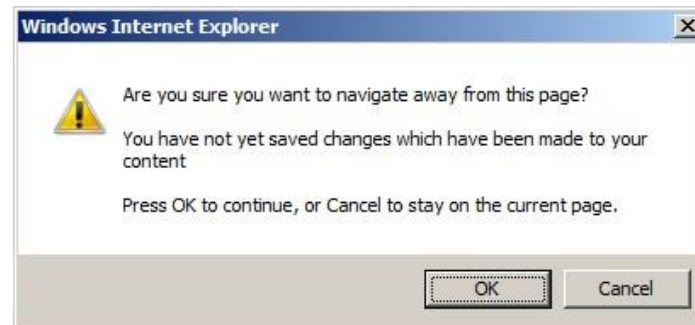 Windows Internet Explorer
Are you sure you want to navigate away from this page?
You have not yet saved changes which have been made to your
content
Press OK to continue, or Cancel to stay on the current page.
OK
Cancel